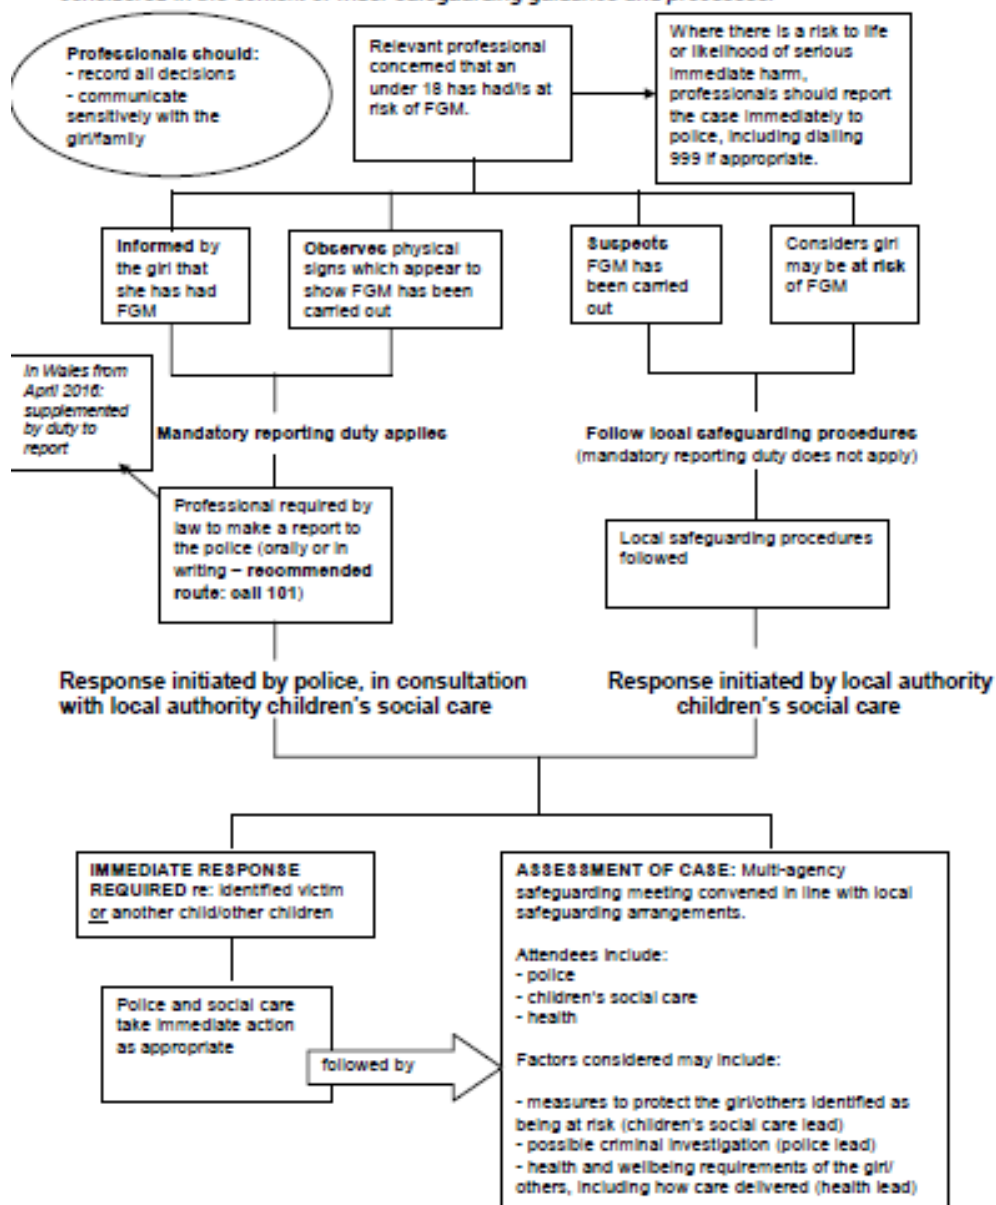 Professionals should:
- record all decisions
- communicate
sensitively with the
girl/family
Relevant professional
concerned that an
under 18 has had/is at
risk of FGM.
Where there is a risk to life
or likelihood of serious
immediate harm,
professionals should report
the case immediately to
police, including dialling
999 if appropriate.
Informed by
the girl that
she has had
FGM
Observes physical
signs which appear to
show FGM has been
carried out
Suspects
FGM has
been carried
out
Considers girl
may be at risk
of FGM
In Wales from
April 2016:
supplemented
by duty to
report
Mandatory reporting duty applies
Follow local safeguarding procedures
(mandatory reporting duty does not apply)
Professional required by
law to make a report to
the police (orally or in
writing – recommended
route: call 101)
Local safeguarding procedures
followed
Response initiated by police, in consultation
with local authority children's social care
Response initiated by local authority
children's social care
IMMEDIATE RESPONSE
REQUIRED re: identified victim
or another child/other children
Police and social care
take immediate action
as appropriate
followed by
ASSESSMENT OF CASE: Multi-agency
safeguarding meeting convened in line with local
safeguarding arrangements.
Attendees include:
- police
- children's social care
- health
Factors considered may include:
- measures to protect the girl/others identified as
being at risk (children's social care lead)
- possible criminal investigation (police lead)
- health and wellbeing requirements of the girl/
others, including how care delivered (health lead)